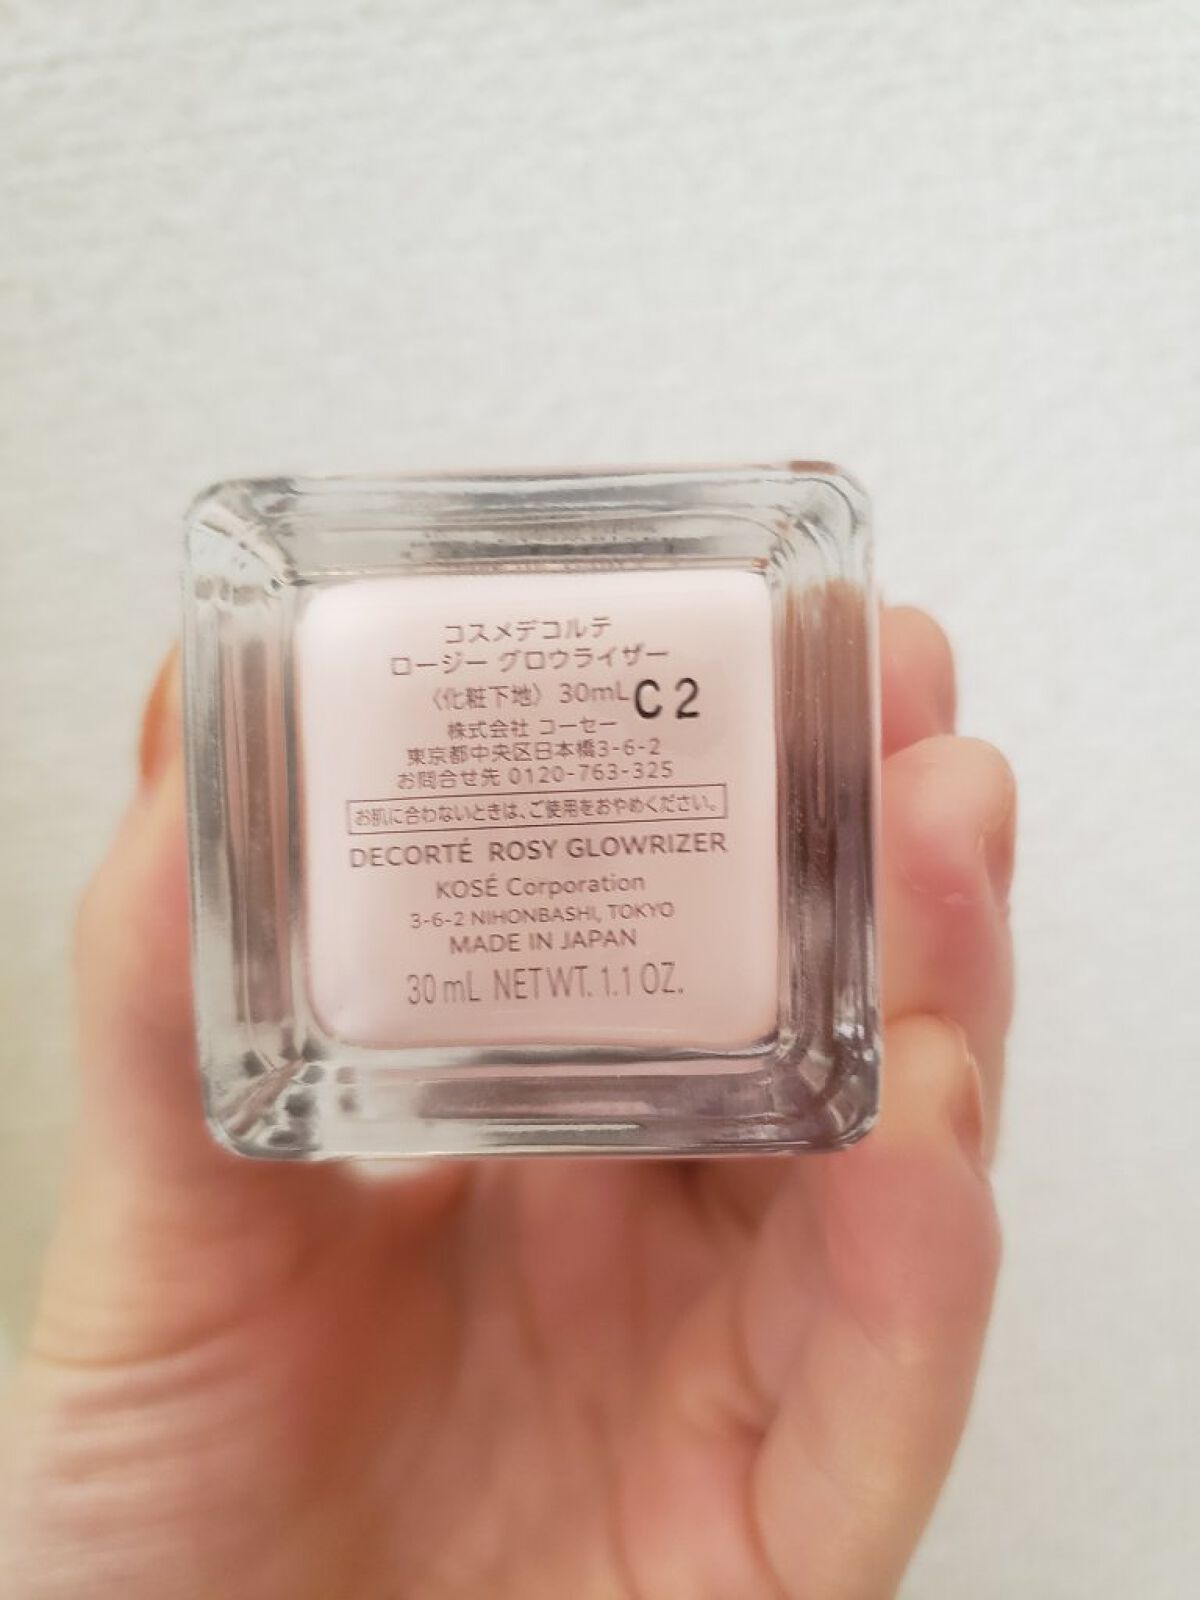 コスメデコルテ
ロージー グロウライザー
〈化粧下地〉 30mL C2
株式会社 コーセー
東京都中央区日本橋3-6-2
お問合せ先 0120-763-325
お肌に合わないときは、ご使用をおやめください。
DECORTÉ ROSY GLOWRIZER
KOSÉ Corporation
3-6-2 NIHONBASHI, TOKYO
MADE IN JAPAN
30 mL NET WT. 1.1 OZ.